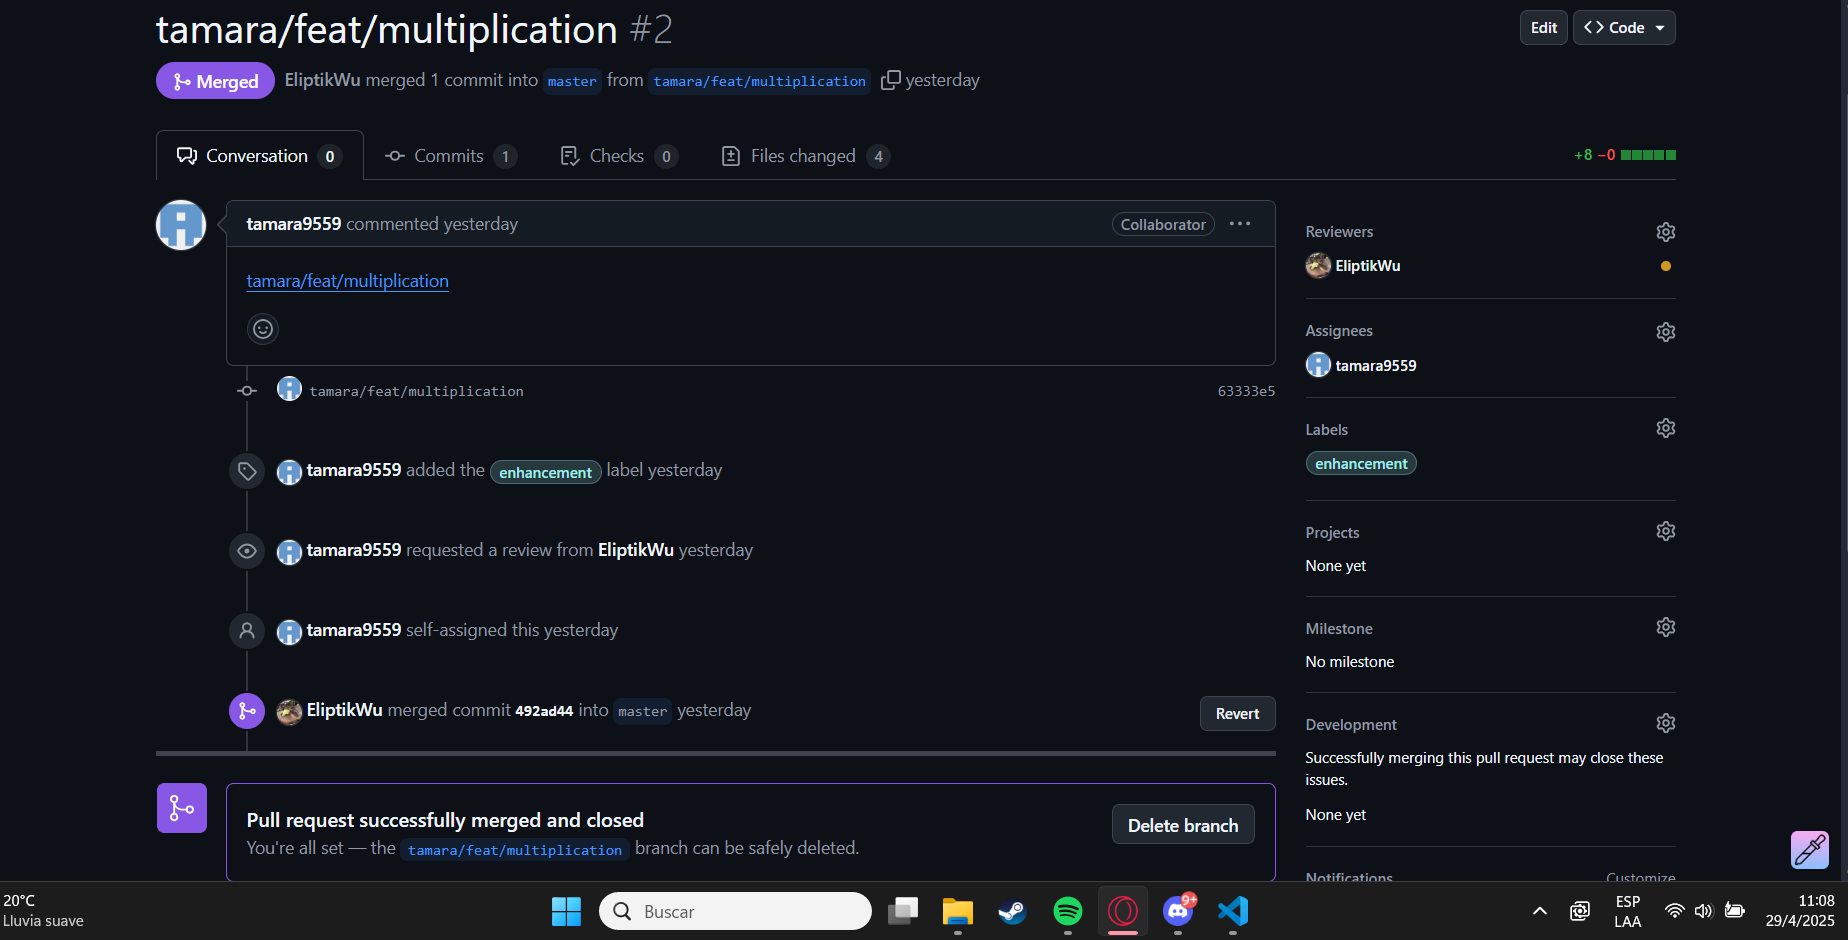 tamara/feat/multiplication #2
Edit
Code
Merged
EliptikWu merged 1 commit into master from tamara/feat/multiplication yesterday
Conversation 0
Commits 1
Checks 0
Files changed 4
+8 −0
tamara9559 commented yesterday
Collaborator
tamara/feat/multiplication
tamara/feat/multiplication
63333e5
tamara9559 added the enhancement label yesterday
tamara9559 requested a review from EliptikWu yesterday
tamara9559 self-assigned this yesterday
EliptikWu merged commit 492ad44 into master yesterday
Revert
Pull request successfully merged and closed
You're all set — the tamara/feat/multiplication branch can be safely deleted.
Delete branch
Reviewers
EliptikWu
Assignees
tamara9559
Labels
enhancement
Projects
None yet
Milestone
No milestone
Development
Successfully merging this pull request may close these
issues.
None yet
Notifications
Customize
20°C
Lluvia suave
Buscar
9+
ESP
LAA
11:08
29/4/2025